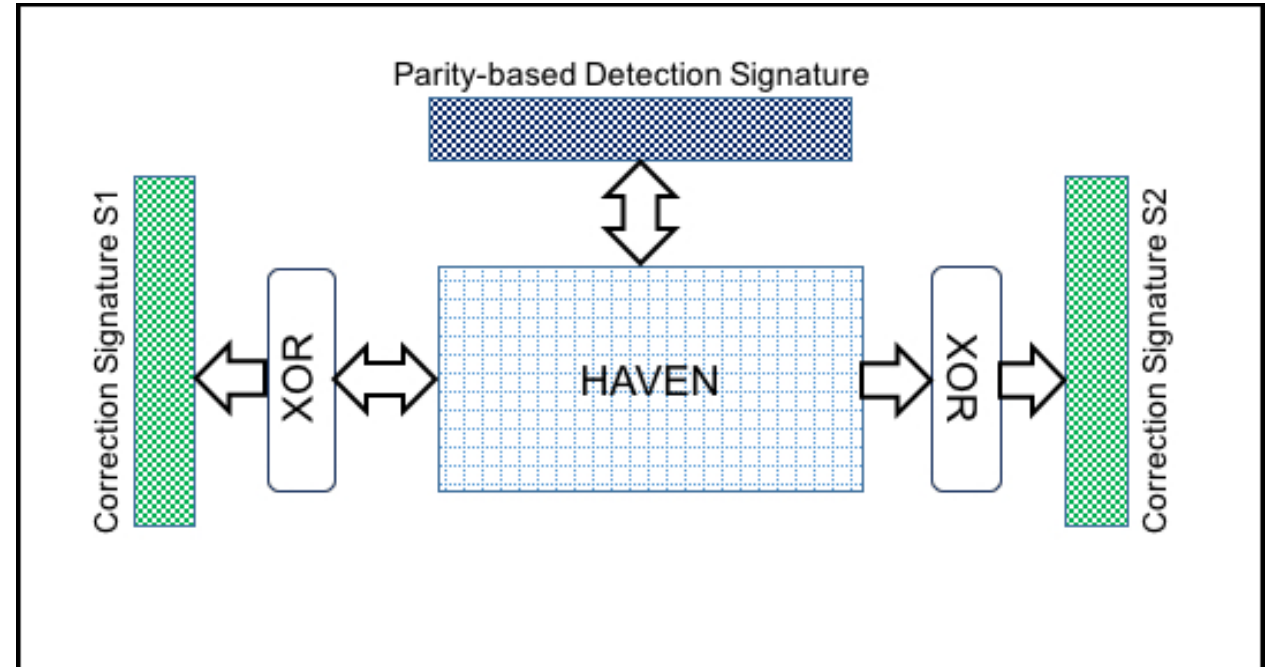 Parity-based Detection Signature
Correction Signature S1
XOR
HAVEN
XOR
Correction Signature S2